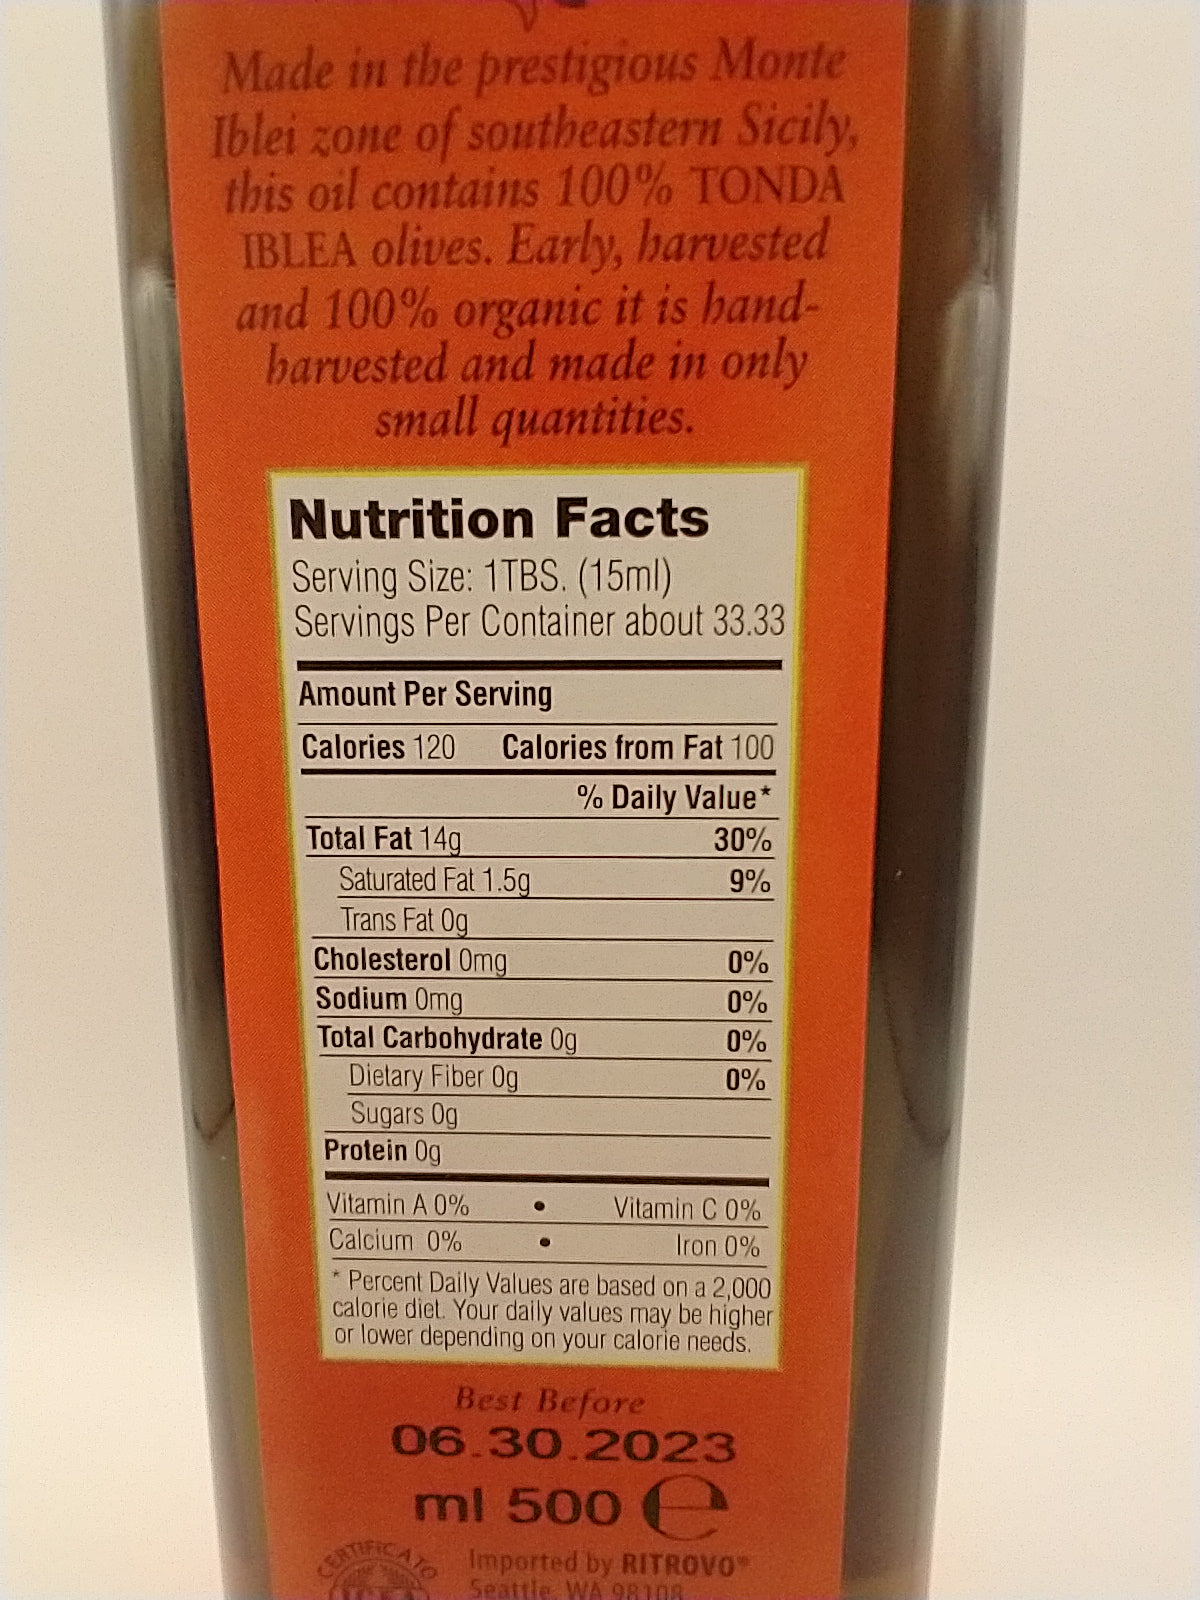 Made in the prestigious Monte
Iblei zone of southeastern Sicily,
this oil contains 100% TONDA
IBLEA olives. Early, harvested
and 100% organic it is hand-
harvested and made in only
small quantities.
Nutrition Facts
Serving Size: 1TBS. (15ml)
Servings Per Container about 33.33
Amount Per Serving
Calories 120 Calories from Fat 100
% Daily Value*
Total Fat 14g 30%
Saturated Fat 1.5g 9%
Trans Fat 0g
Cholesterol 0mg 0%
Sodium 0mg 0%
Total Carbohydrate 0g 0%
Dietary Fiber 0g 0%
Sugars 0g
Protein 0g
Vitamin A 0% • Vitamin C 0%
Calcium 0% • Iron 0%
* Percent Daily Values are based on a 2,000
calorie diet. Your daily values may be higher
or lower depending on your calorie needs.
Best Before
06.30.2023
ml 500 ℮
CERTIFICATO
Imported by RITROVO®
Seattle, WA 98108